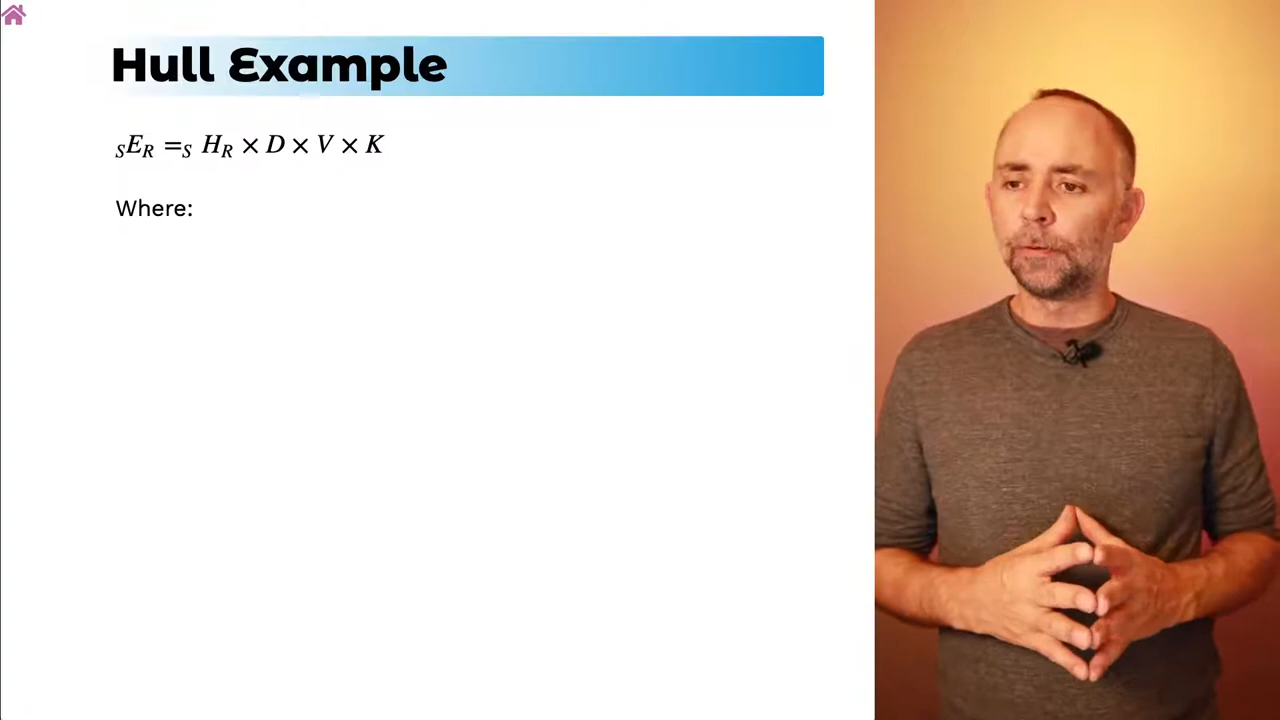 Hull Example
SER =S HR × D × V × K
Where: